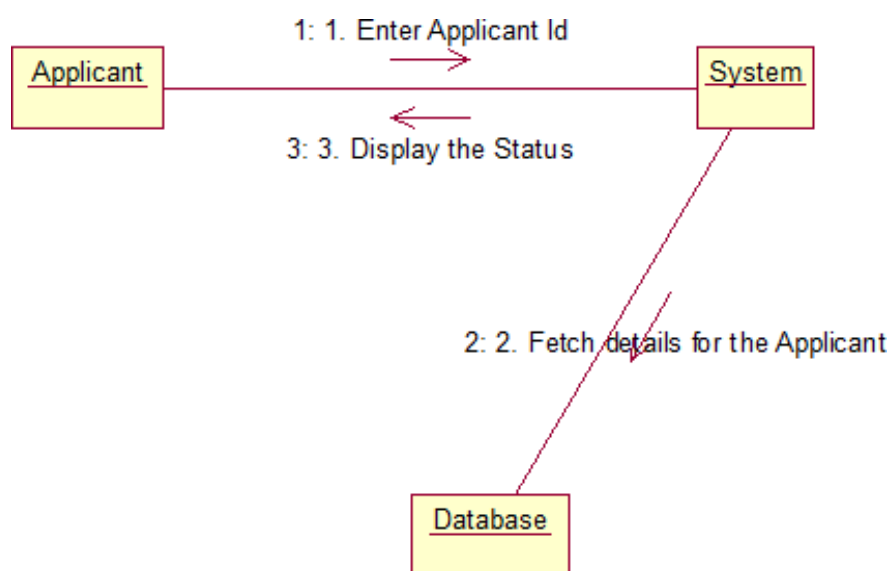 1: 1. Enter Applicant Id
Applicant
System
3: 3. Display the Status
2: 2. Fetch details for the Applicant
Database